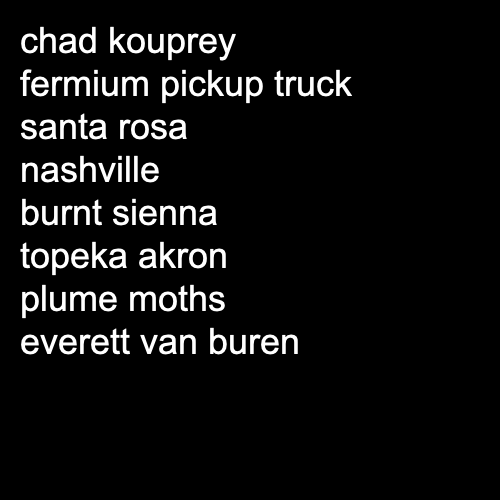 chad kouprey
fermium pickup truck
santa rosa
nashville
burnt sienna
topeka akron
plume moths
everett van buren